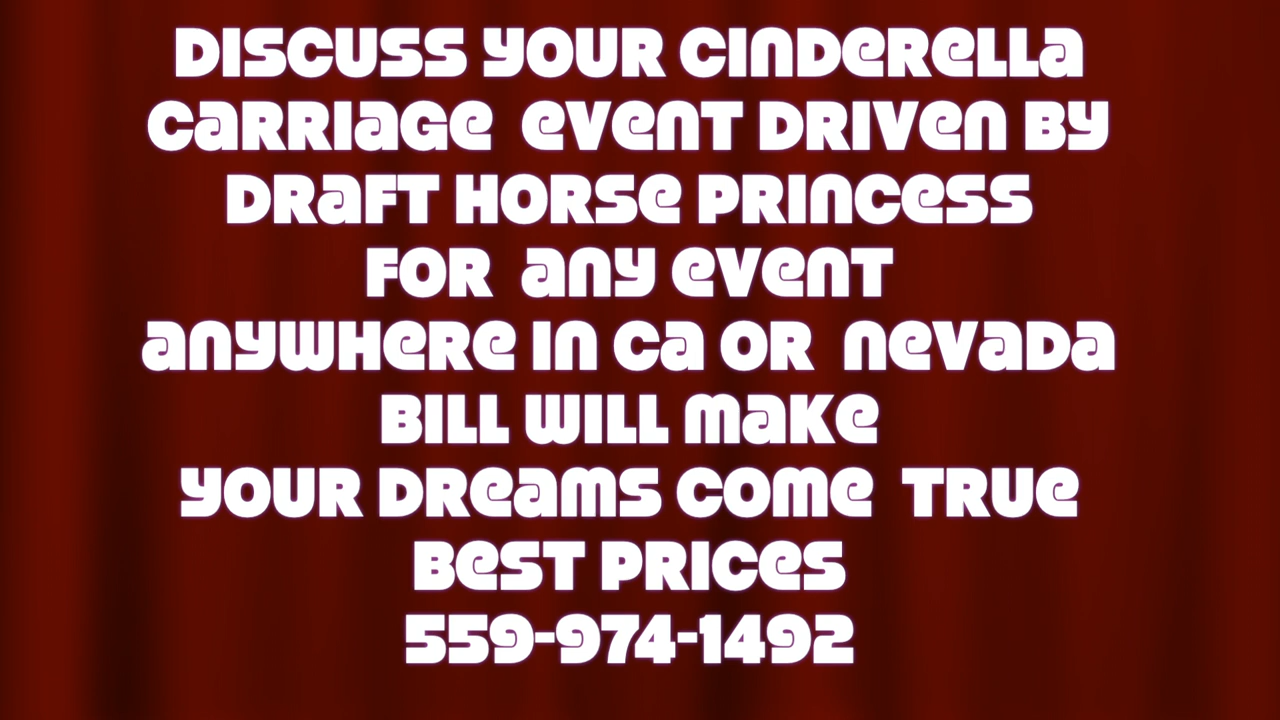 DISCUSS YOUR CINDERELLA
CARRIAGE EVENT DRIVEN BY
DRAFT HORSE PRINCESS
FOR ANY EVENT
ANYWHERE IN CA OR NEVADA
BILL WILL MAKE
YOUR DREAMS COME TRUE
BEST PRICES
559-974-1492